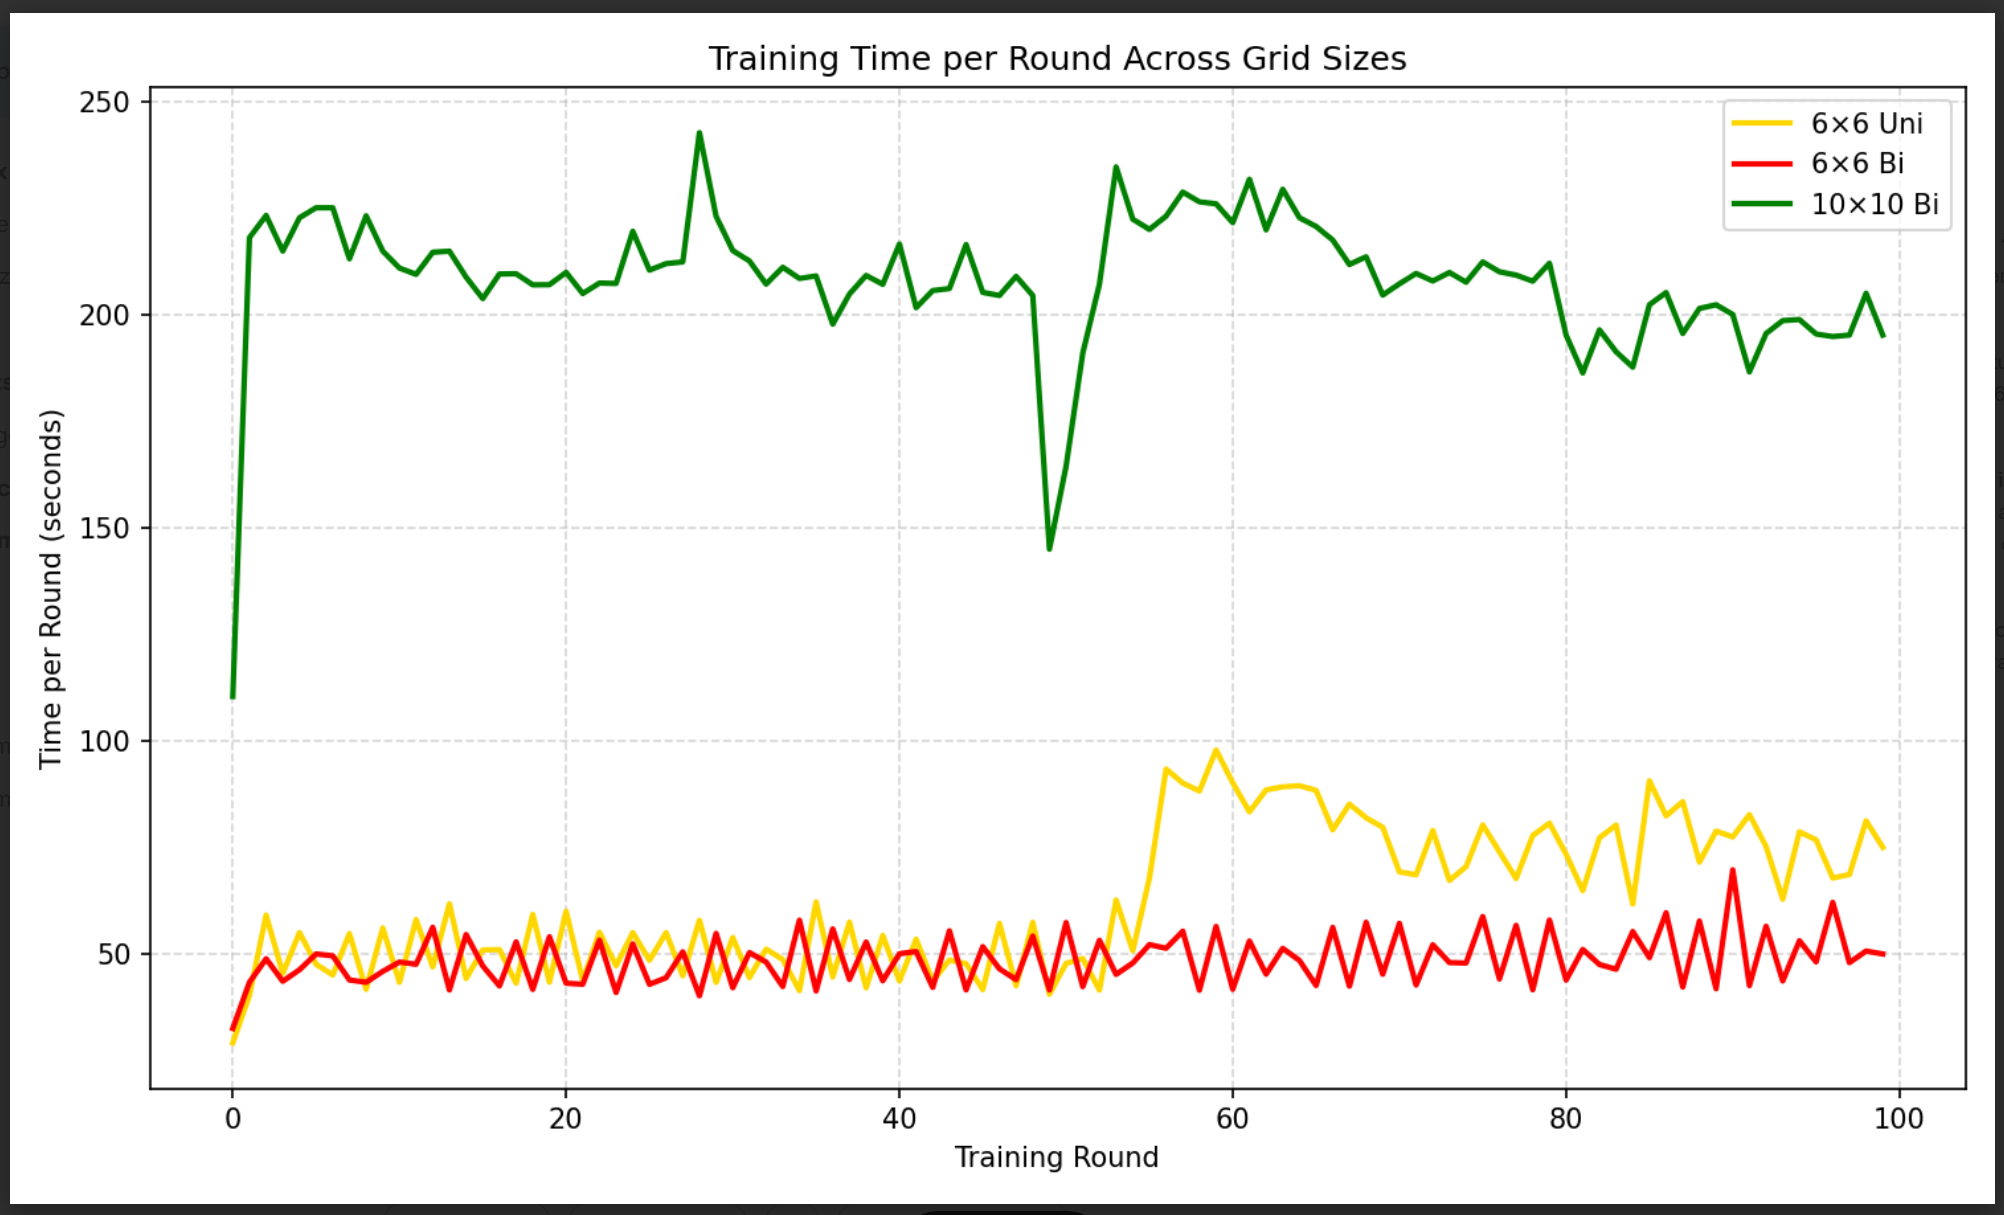 Training Time per Round Across Grid Sizes
250
200
150
100
50
Time per Round (seconds)
6×6 Uni
6×6 Bi
10×10 Bi
0 20 40 60 80 100
Training Round